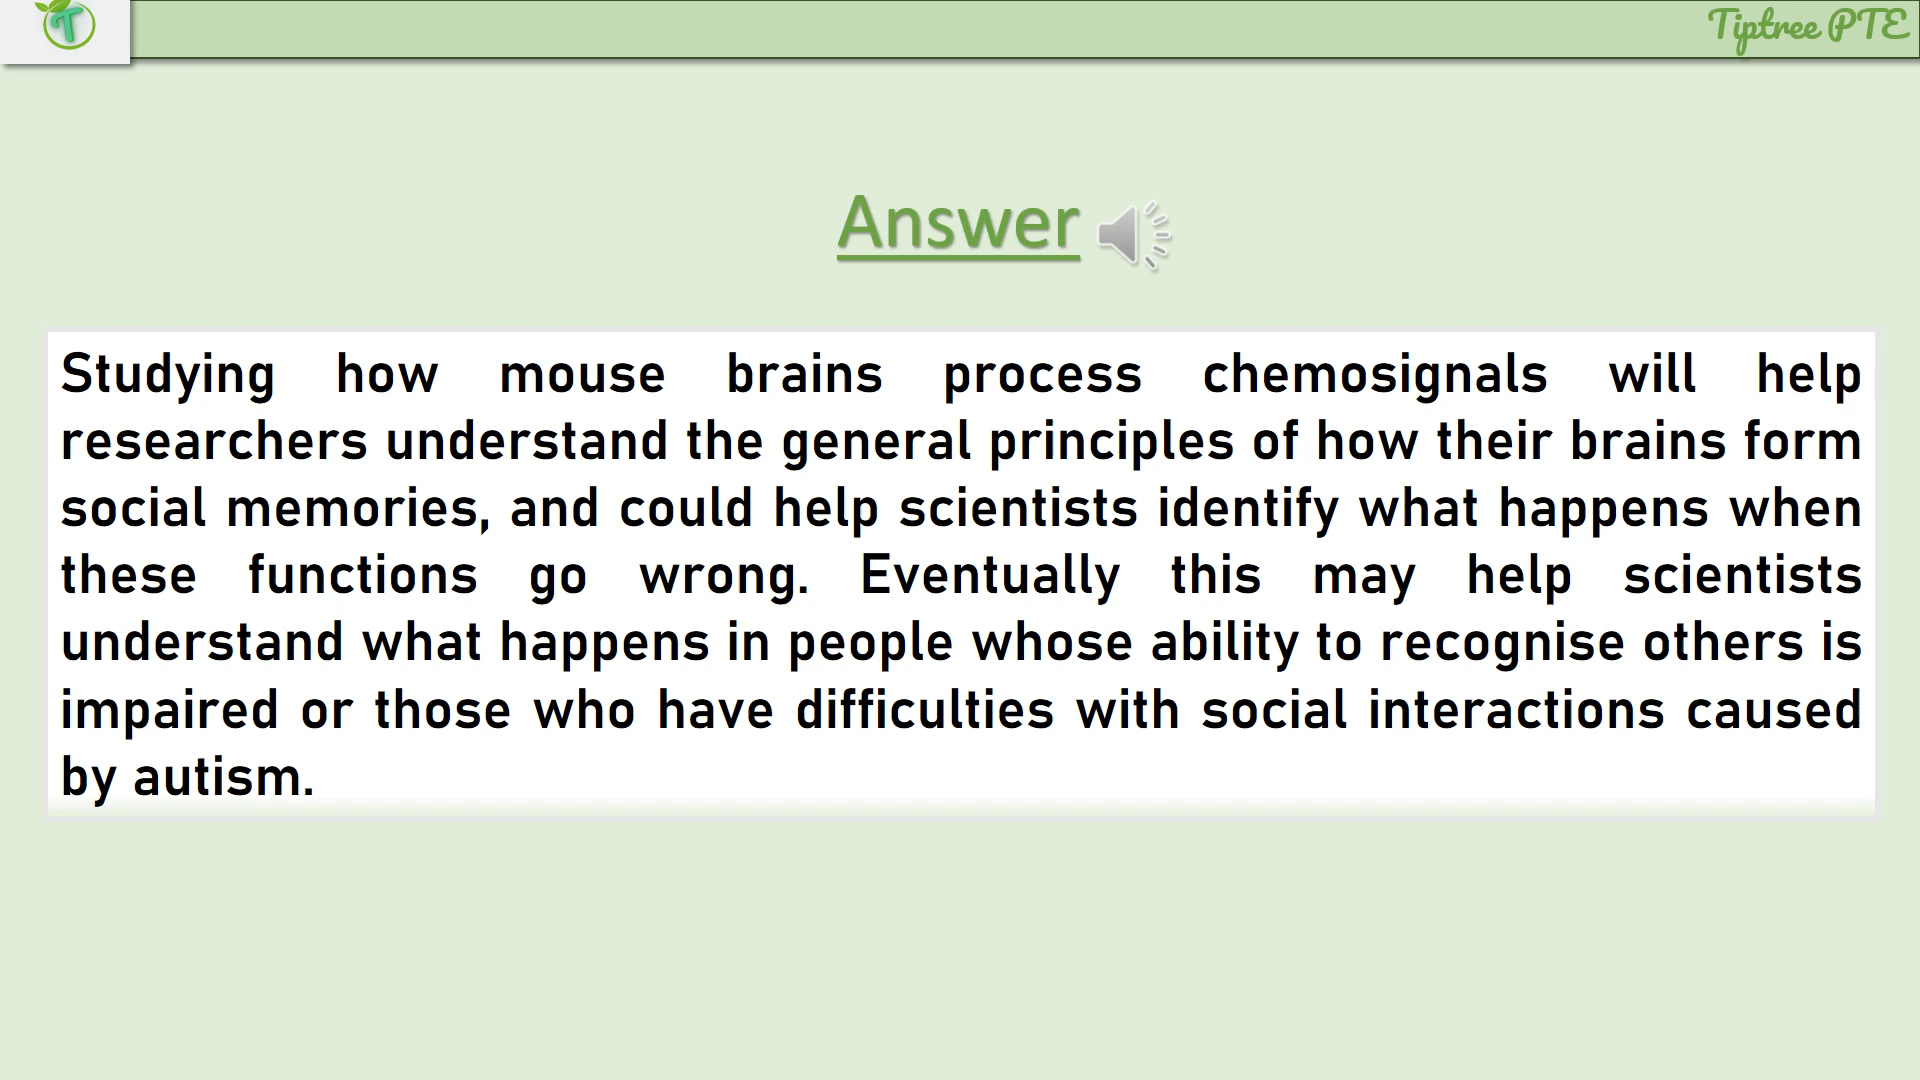 T
Tiptree PTE
Answer
Studying how mouse brains process chemosignals will help
researchers understand the general principles of how their brains form
social memories, and could help scientists identify what happens when
these functions go wrong. Eventually this may help scientists
understand what happens in people whose ability to recognise others is
impaired or those who have difficulties with social interactions caused
by autism.